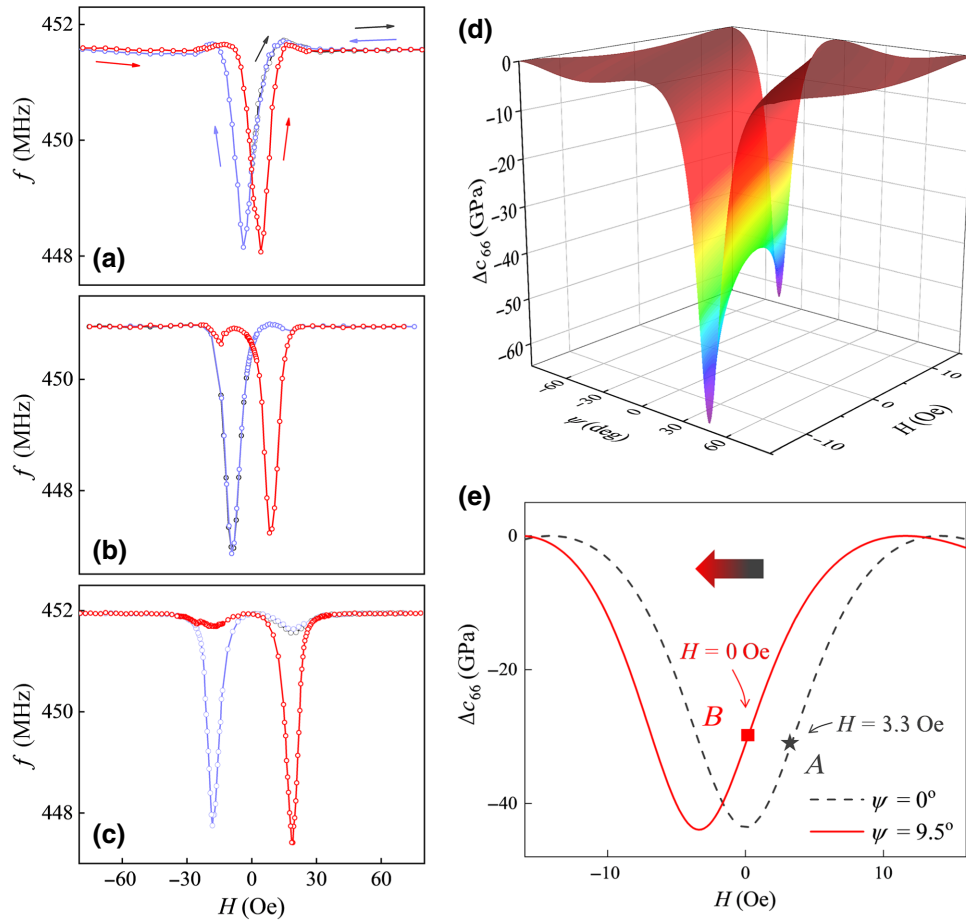 452
450
448
f (MHz)
(a)
450
448
f (MHz)
(b)
452
450
448
f (MHz)
(c)
−60 −30 0 30 60
H (Oe)
(d)
0
−10
−20
−30
−40
−50
−60
Δc66 (GPa)
−60
−30
0
30
60
ψ (deg)
−10
0
10
H (Oe)
(e)
0
−20
−40
Δc66 (GPa)
H = 0 Oe
B
H = 3.3 Oe
A
ψ = 0º
ψ = 9.5º
−10 0 10
H (Oe)